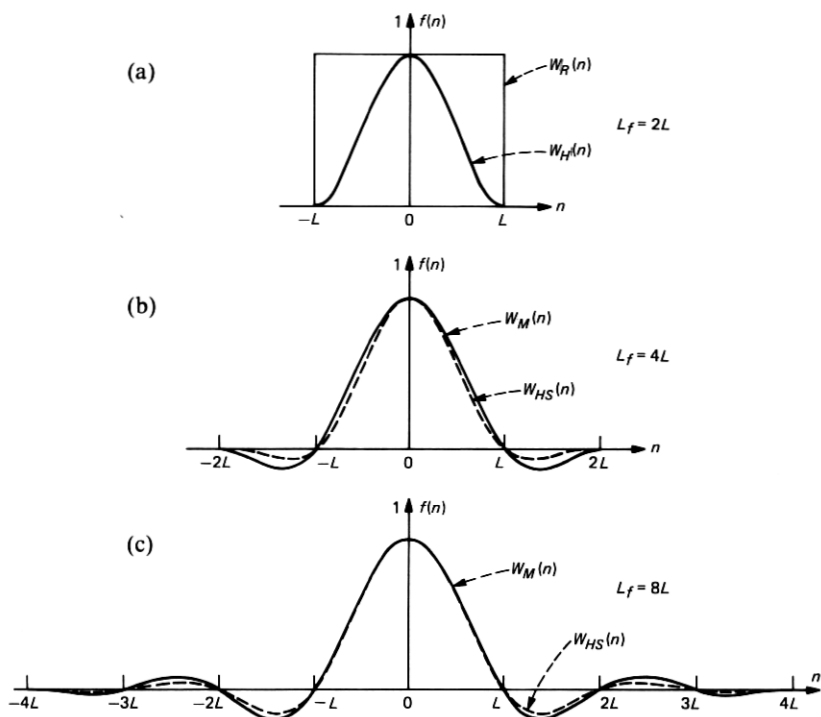 1 f(n)
(a)
W_R(n)
L_f = 2L
W_H(n)
−L 0 L n
1 f(n)
(b)
W_M(n)
L_f = 4L
W_HS(n)
−2L −L 0 L 2L n
1 f(n)
(c)
W_M(n)
L_f = 8L
W_HS(n)
n
−4L −3L −2L −L 0 L 2L 3L 4L